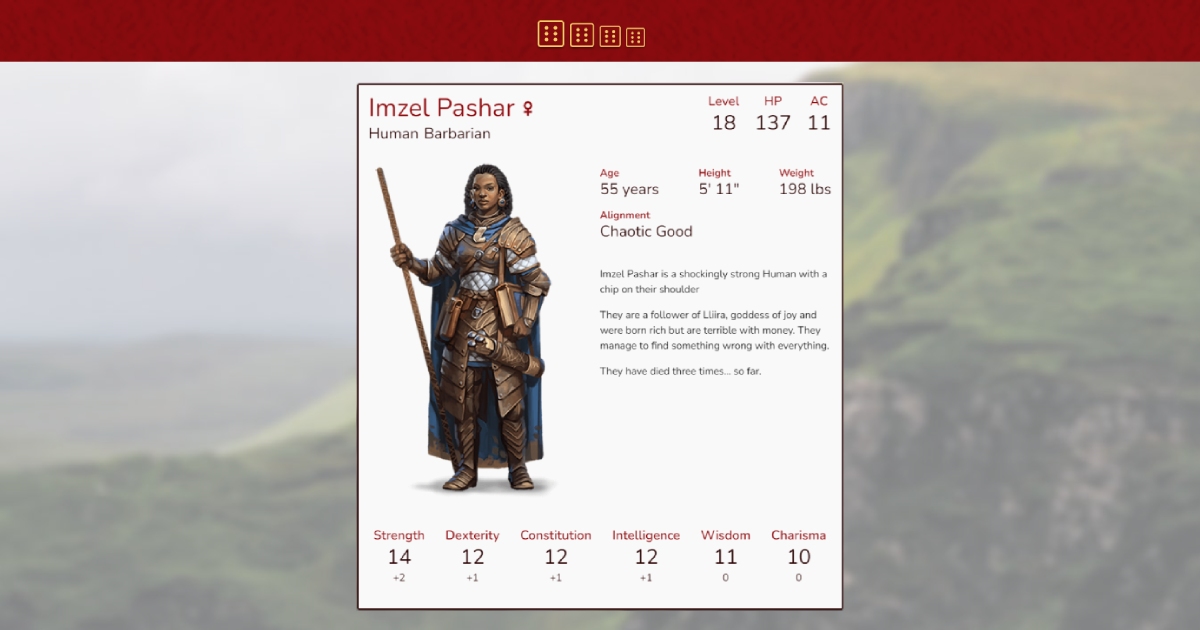 Imzel Pashar ♀
Human Barbarian
Level HP AC
18 137 11
Age Height Weight
55 years 5' 11" 198 lbs
Alignment
Chaotic Good
Imzel Pashar is a shockingly strong Human with a
chip on their shoulder
They are a follower of Lliira, goddess of joy and
were born rich but are terrible with money. They
manage to find something wrong with everything.
They have died three times... so far.
Strength Dexterity Constitution Intelligence Wisdom Charisma
14 12 12 12 11 10
+2 +1 +1 +1 0 0